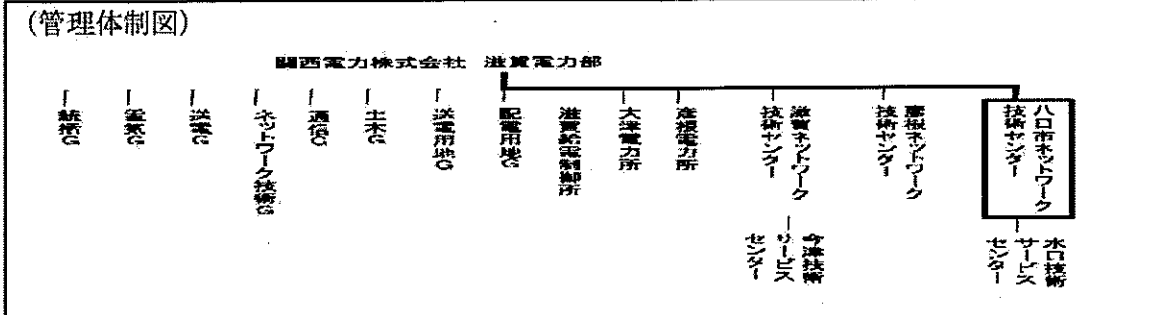 (管理体制図)
関西電力株式会社 滋賀電力部
統括G
電気G
送電G
ネットワーク技術G
通信G
土木G
送電用地G
配電用地G
滋賀給電制御所
大津電力所
彦根電力所
滋賀ネットワーク
技術センター
彦根ネットワーク
技術センター
八日市ネットワーク
技術センター
今津技術
サービス
センター
水口技術
サービス
センター